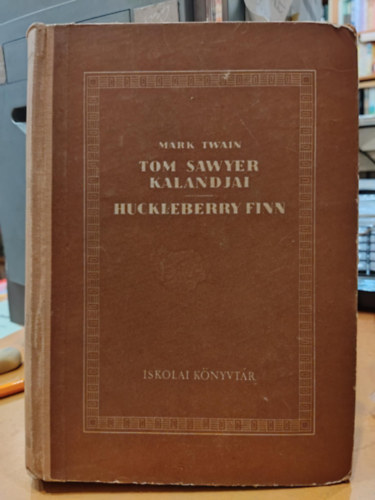 MARK TWAIN
TOM SAWYER
KALANDJAI
HUCKLEBERRY FINN
ISKOLAI KÖNYVTÁR